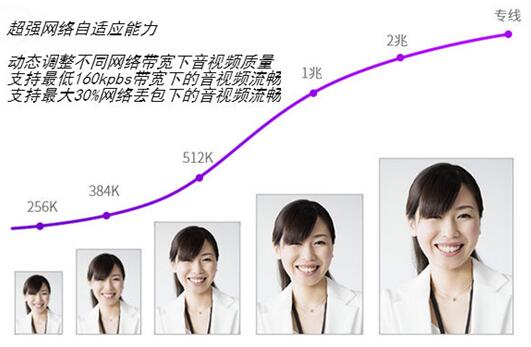 超强网络自适应能力
动态调整不同网络带宽下音视频质量
支持最低160kpbs带宽下的音视频流畅
支持最大30%网络丢包下的音视频流畅
256K
384K
512K
1兆
2兆
专线